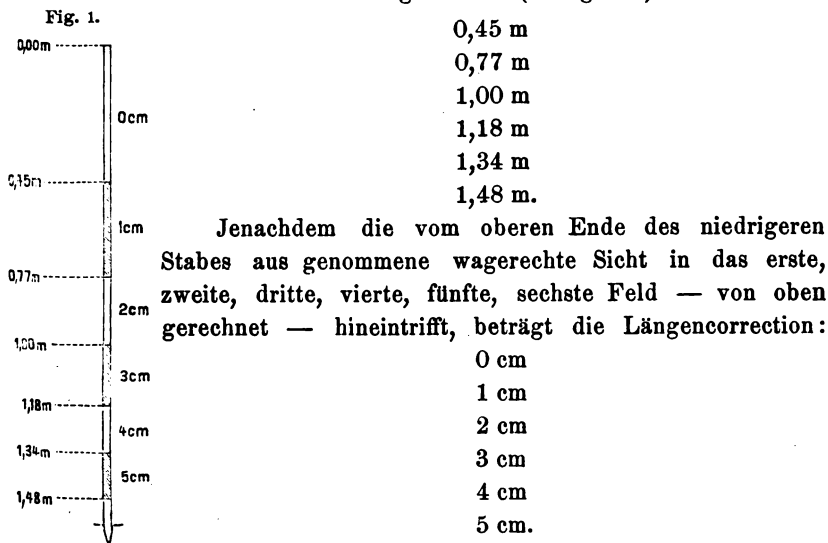 Fig. 1.
0,00m
0cm
0,45m
1cm
0,77m
2cm
1,00m
3cm
1,18m
4cm
1,34m
5cm
1,48m
0,45 m
0,77 m
1,00 m
1,18 m
1,34 m
1,48 m.
Jenachdem die vom oberen Ende des niedrigeren
Stabes aus genommene wagerechte Sicht in das erste,
zweite, dritte, vierte, fünfte, sechste Feld — von oben
gerechnet — hineintrifft, beträgt die Längencorrection:
0 cm
1 cm
2 cm
3 cm
4 cm
5 cm.